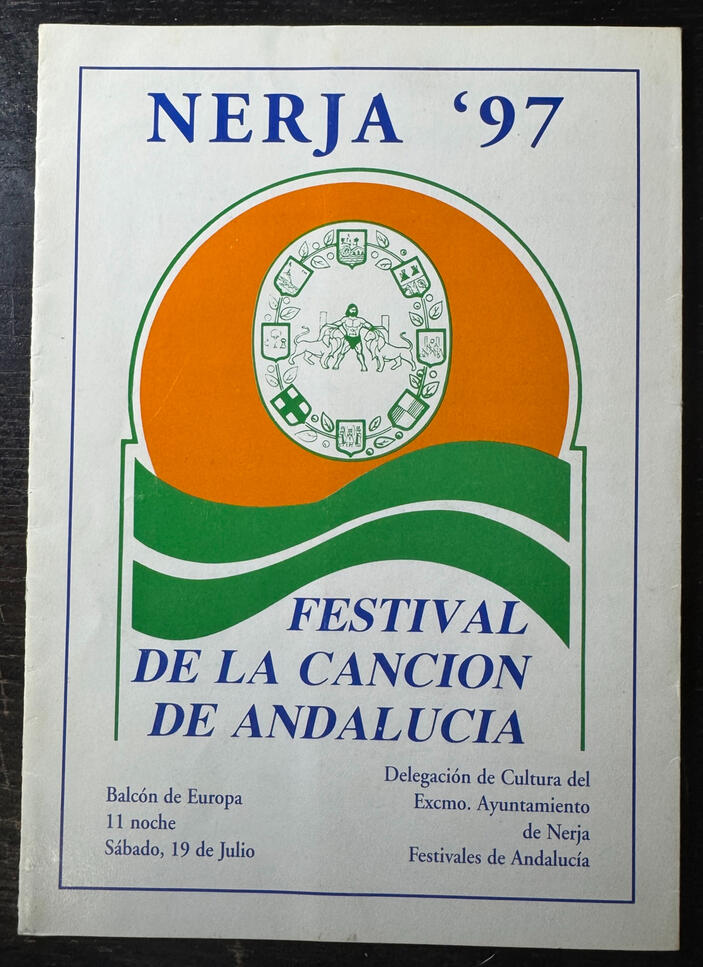 NERJA ‘97
FESTIVAL
DE LA CANCION
DE ANDALUCIA
Balcón de Europa
11 noche
Sábado, 19 de Julio
Delegación de Cultura del
Excmo. Ayuntamiento
de Nerja
Festivales de Andalucía